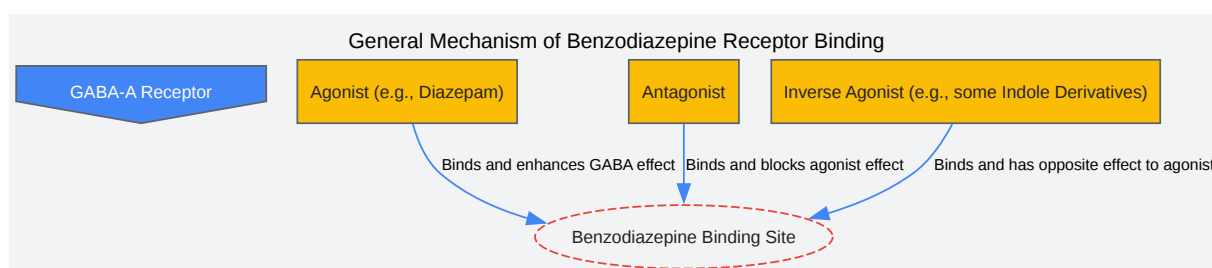 General Mechanism of Benzodiazepine Receptor Binding
GABA-A Receptor
Agonist (e.g., Diazepam)
Antagonist
Inverse Agonist (e.g., some Indole Derivatives)
Binds and enhances GABA effect
Binds and blocks agonist effect
Binds and has opposite effect to agonist
Benzodiazepine Binding Site